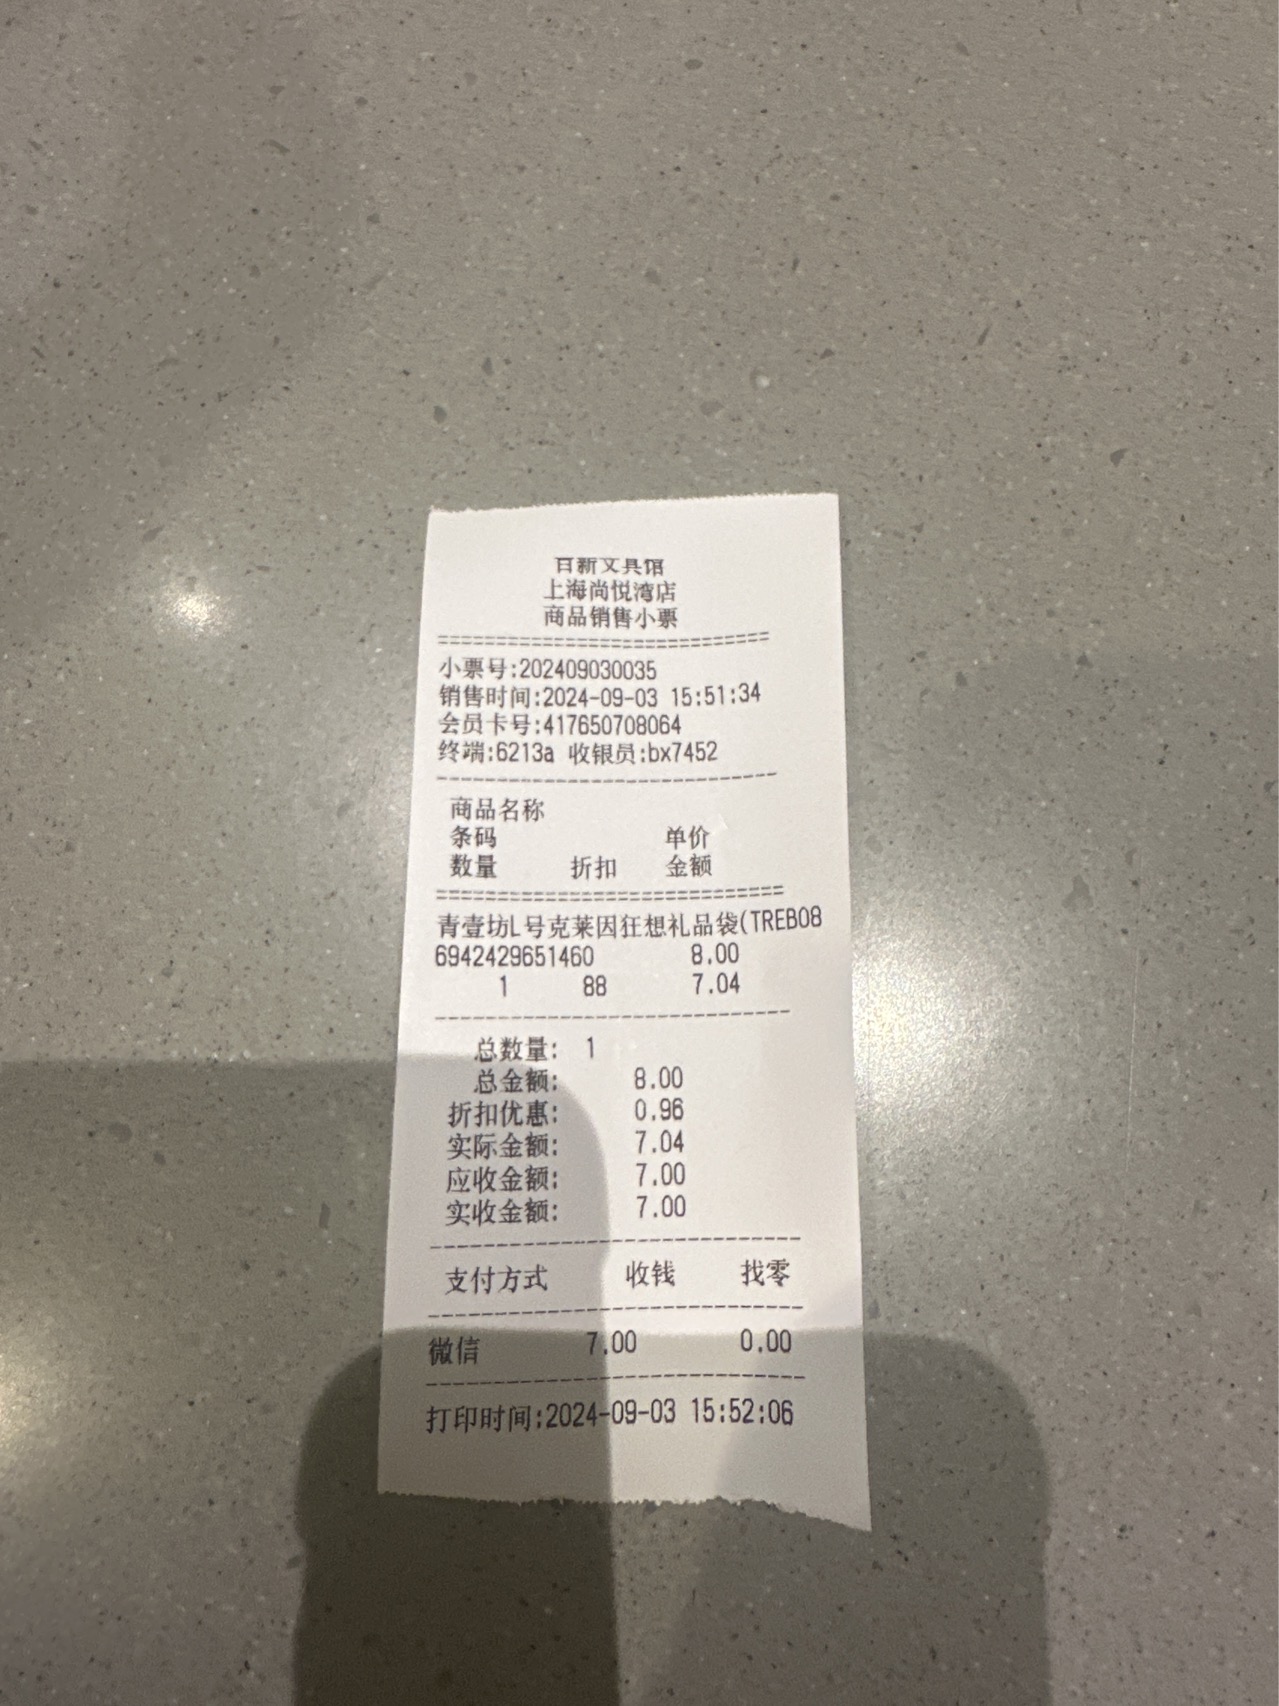 百新文具馆
上海尚悦湾店
商品销售小票
===========================
小票号:202409030035
销售时间:2024-09-03 15:51:34
会员卡号:417650708064
终端:6213a 收银员:bx7452
---------------------------
商品名称
条码 单价
数量 折扣 金额
===========================
青壹坊L号克莱因狂想礼品袋(TREB08
6942429651460 8.00
1 88 7.04
---------------------------
总数量: 1
总金额: 8.00
折扣优惠: 0.96
实际金额: 7.04
应收金额: 7.00
实收金额: 7.00
---------------------------
支付方式 收钱 找零
---------------------------
微信 7.00 0.00
---------------------------
打印时间:2024-09-03 15:52:06